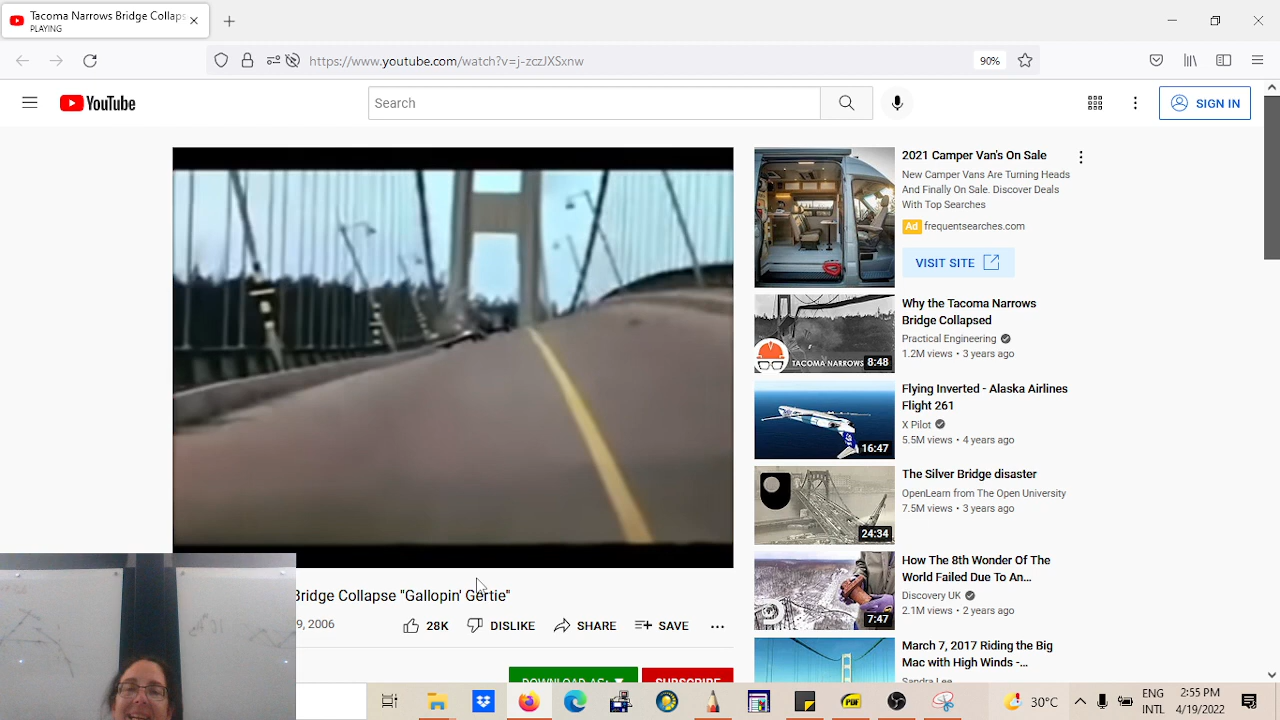 Tacoma Narrows Bridge Collaps
PLAYING
https://www.youtube.com/watch?v=j-zczJXSxnw
90%
YouTube
Search
SIGN IN
2021 Camper Van's On Sale
New Camper Vans Are Turning Heads
And Finally On Sale. Discover Deals
With Top Searches
Ad frequentsearches.com
VISIT SITE
Why the Tacoma Narrows
Bridge Collapsed
Practical Engineering
1.2M views • 3 years ago
TACOMA NARROWS
8:48
Flying Inverted - Alaska Airlines
Flight 261
X Pilot
5.5M views • 4 years ago
16:47
The Silver Bridge disaster
OpenLearn from The Open University
7.5M views • 3 years ago
24:34
How The 8th Wonder Of The
World Failed Due To An...
Discovery UK
2.1M views • 2 years ago
7:47
March 7, 2017 Riding the Big
Mac with High Winds -...
Sandra Lee
Bridge Collapse "Gallopin' Gertie"
9, 2006
28K
DISLIKE
SHARE
SAVE
DOWNLOAD AS:
SUBSCRIBE
PDF
30°C
ENG
INTL
2:55 PM
4/19/2022